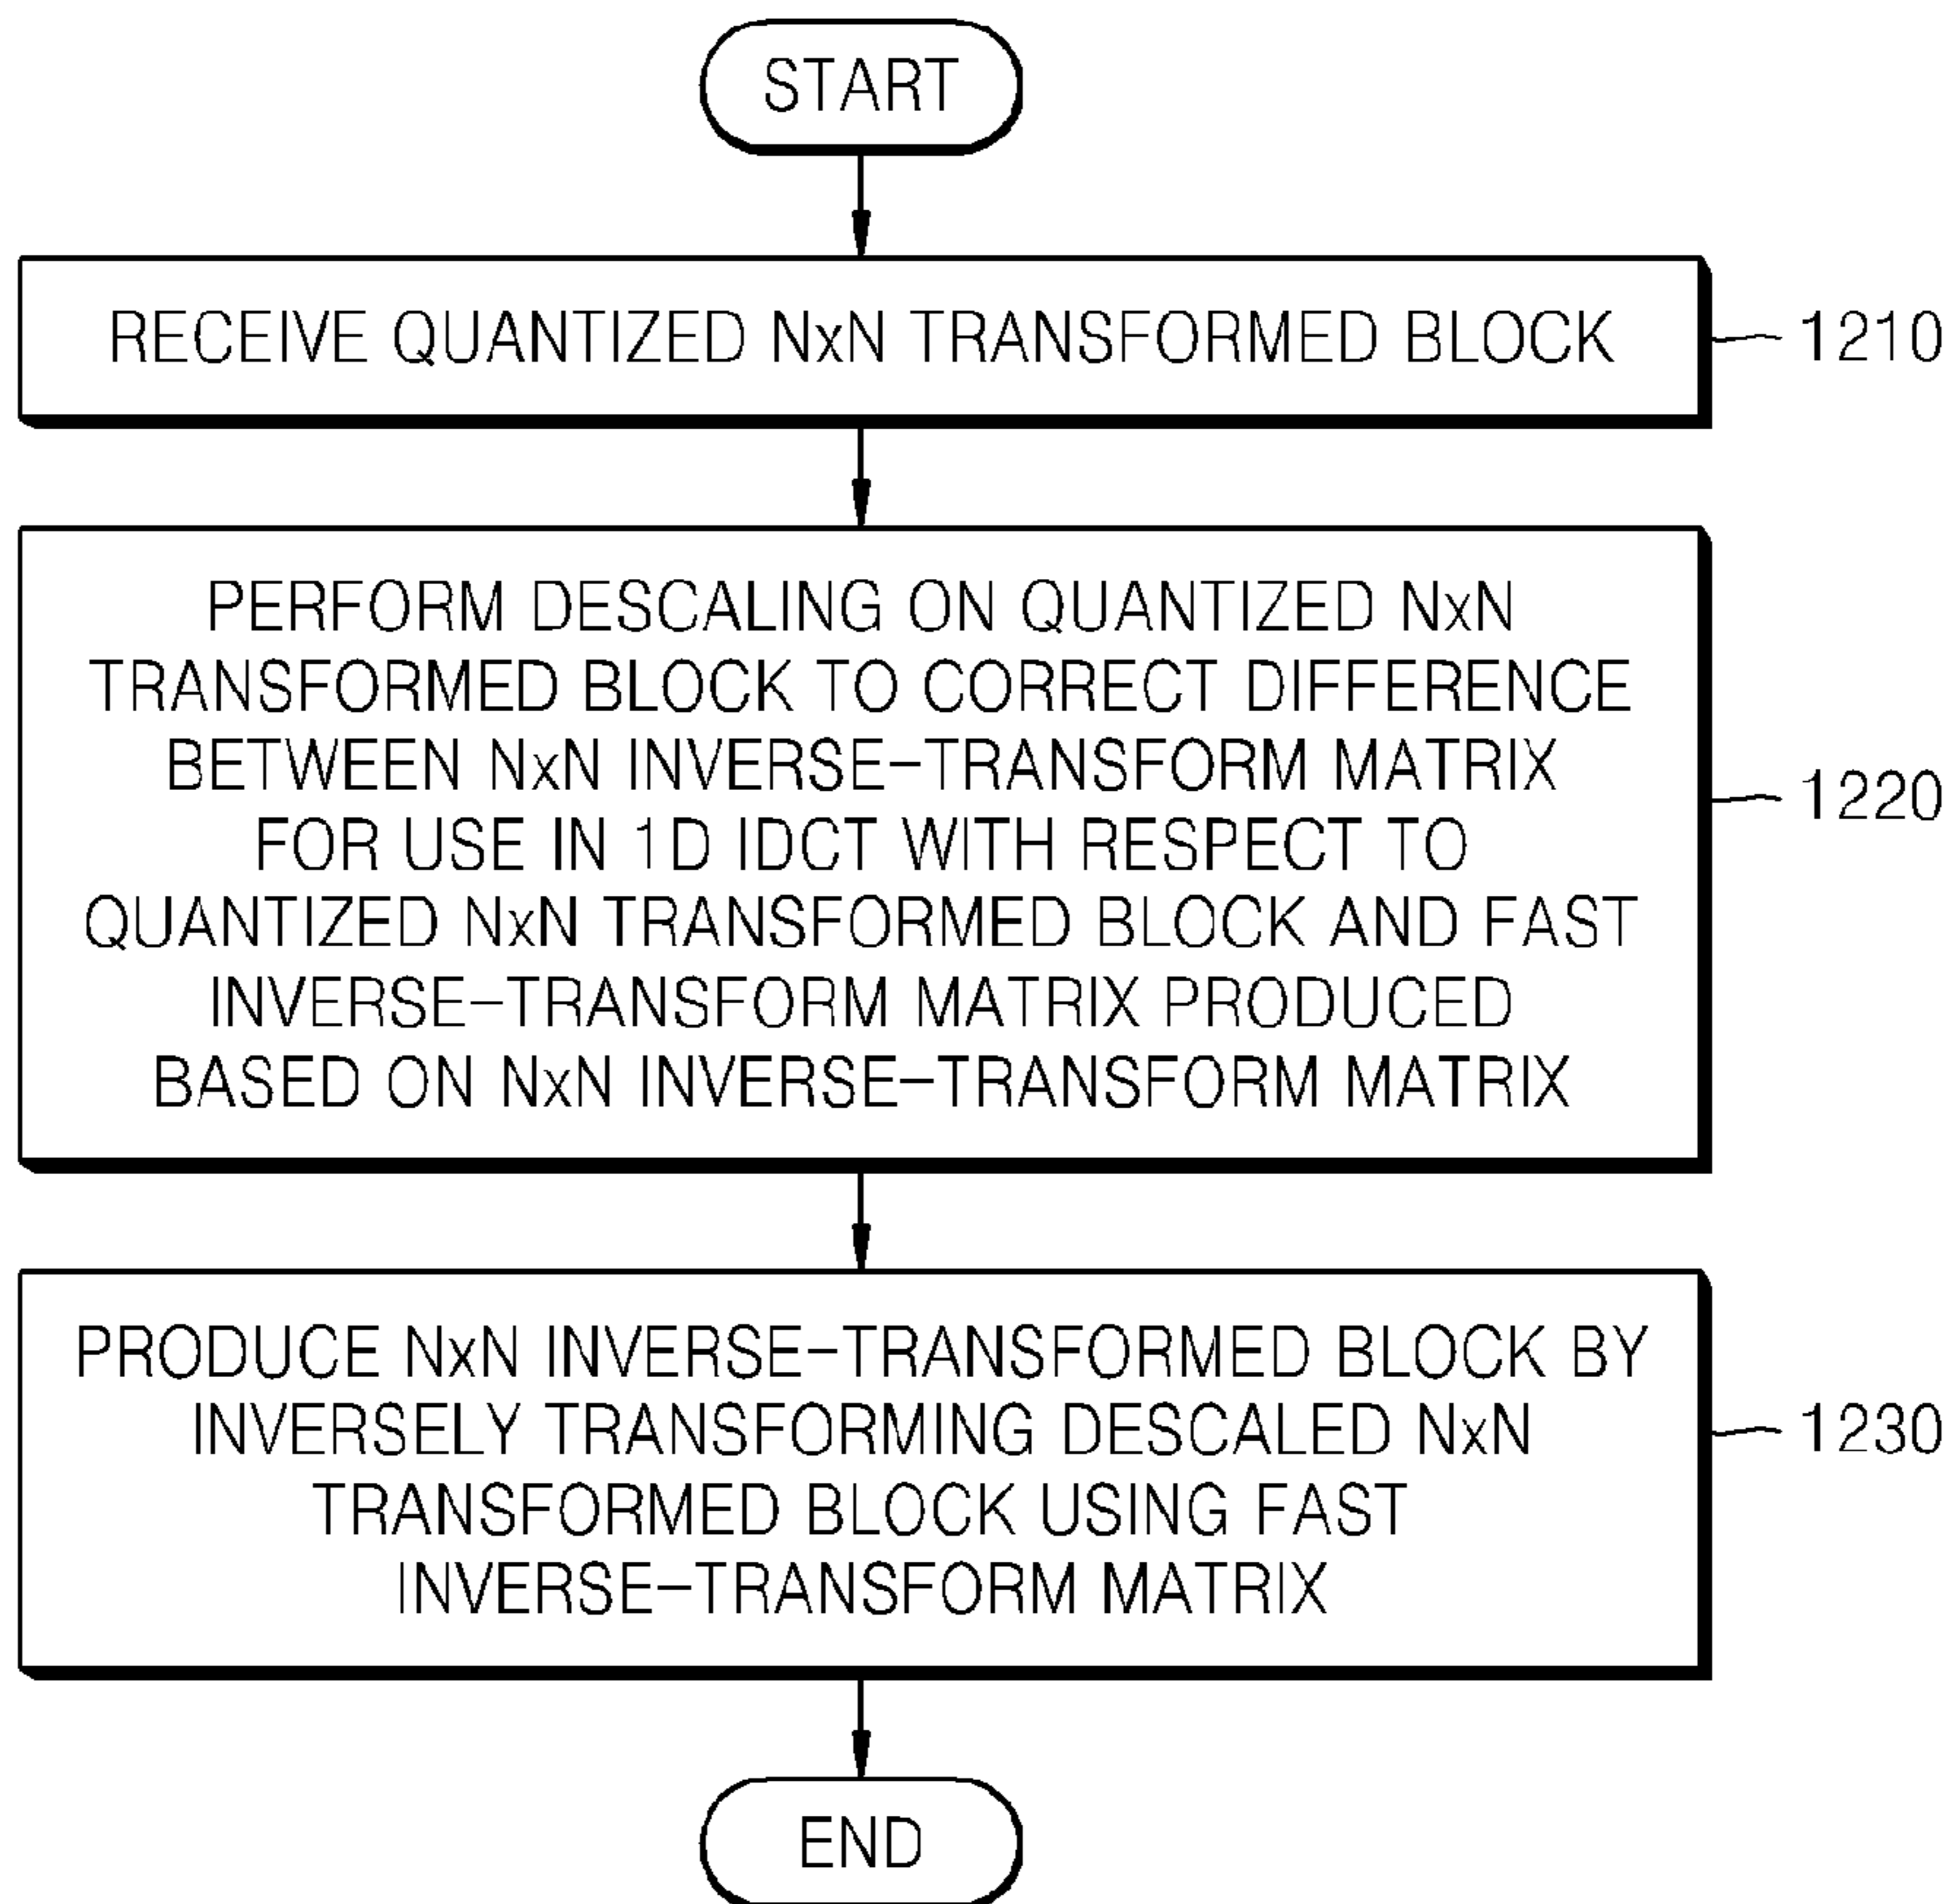 START
RECEIVE QUANTIZED NxN TRANSFORMED BLOCK
1210
PERFORM DESCALING ON QUANTIZED NxN
TRANSFORMED BLOCK TO CORRECT DIFFERENCE
BETWEEN NxN INVERSE-TRANSFORM MATRIX
FOR USE IN 1D IDCT WITH RESPECT TO
QUANTIZED NxN TRANSFORMED BLOCK AND FAST
INVERSE-TRANSFORM MATRIX PRODUCED
BASED ON NxN INVERSE-TRANSFORM MATRIX
1220
PRODUCE NxN INVERSE-TRANSFORMED BLOCK BY
INVERSELY TRANSFORMING DESCALED NxN
TRANSFORMED BLOCK USING FAST
INVERSE-TRANSFORM MATRIX
1230
END